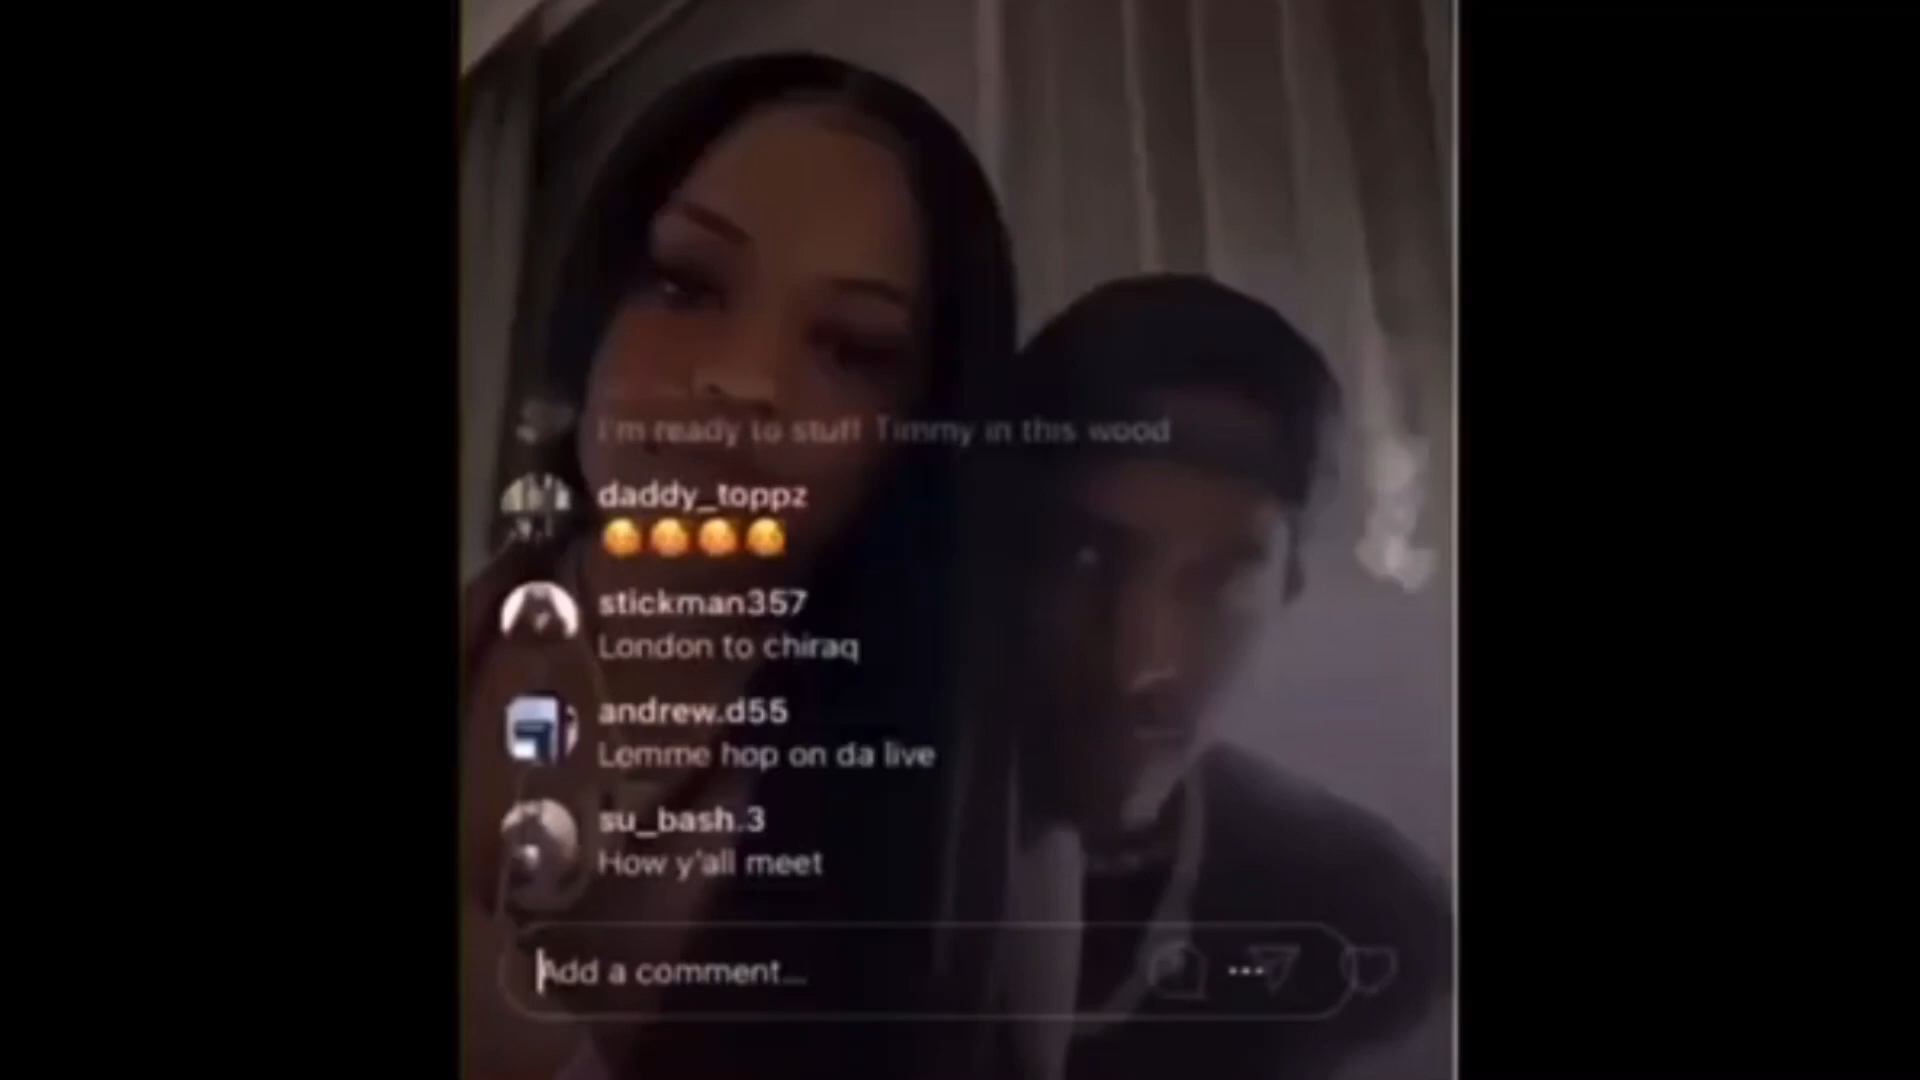 I'm ready to stuff Timmy in this wood
daddy_toppz
stickman357
London to chiraq
andrew.d55
Lemme hop on da live
su_bash.3
How y'all meet
Add a comment...